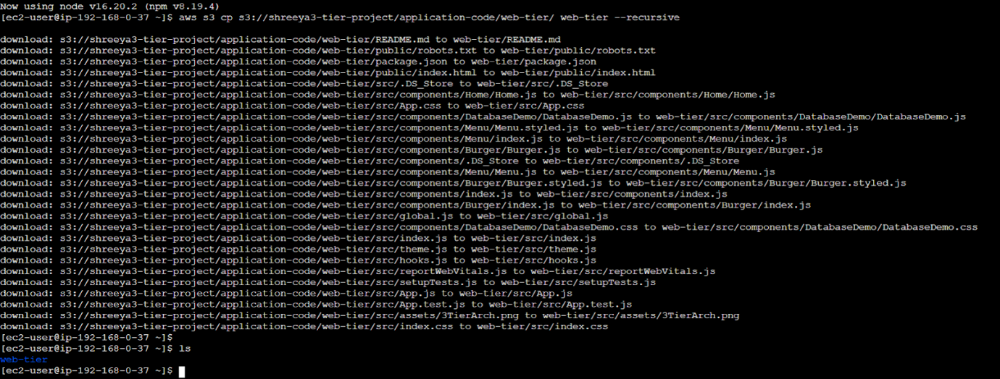 Now using node v16.20.2 (npm v8.19.4)
[ec2-user@ip-192-168-0-37 ~]$ aws s3 cp s3://shreeya3-tier-project/application-code/web-tier/ web-tier --recursive
download: s3://shreeya3-tier-project/application-code/web-tier/README.md to web-tier/README.md
download: s3://shreeya3-tier-project/application-code/web-tier/public/robots.txt to web-tier/public/robots.txt
download: s3://shreeya3-tier-project/application-code/web-tier/package.json to web-tier/package.json
download: s3://shreeya3-tier-project/application-code/web-tier/public/index.html to web-tier/public/index.html
download: s3://shreeya3-tier-project/application-code/web-tier/src/.DS_Store to web-tier/src/.DS_Store
download: s3://shreeya3-tier-project/application-code/web-tier/src/components/Home/Home.js to web-tier/src/components/Home/Home.js
download: s3://shreeya3-tier-project/application-code/web-tier/src/App.css to web-tier/src/App.css
download: s3://shreeya3-tier-project/application-code/web-tier/src/components/DatabaseDemo/DatabaseDemo.js to web-tier/src/components/DatabaseDemo/DatabaseDemo.js
download: s3://shreeya3-tier-project/application-code/web-tier/src/components/Menu/Menu.styled.js to web-tier/src/components/Menu/Menu.styled.js
download: s3://shreeya3-tier-project/application-code/web-tier/src/components/Menu/index.js to web-tier/src/components/Menu/index.js
download: s3://shreeya3-tier-project/application-code/web-tier/src/components/Burger/Burger.js to web-tier/src/components/Burger/Burger.js
download: s3://shreeya3-tier-project/application-code/web-tier/src/components/.DS_Store to web-tier/src/components/.DS_Store
download: s3://shreeya3-tier-project/application-code/web-tier/src/components/Menu/Menu.js to web-tier/src/components/Menu/Menu.js
download: s3://shreeya3-tier-project/application-code/web-tier/src/components/Burger/Burger.styled.js to web-tier/src/components/Burger/Burger.styled.js
download: s3://shreeya3-tier-project/application-code/web-tier/src/components/index.js to web-tier/src/components/index.js
download: s3://shreeya3-tier-project/application-code/web-tier/src/components/Burger/index.js to web-tier/src/components/Burger/index.js
download: s3://shreeya3-tier-project/application-code/web-tier/src/global.js to web-tier/src/global.js
download: s3://shreeya3-tier-project/application-code/web-tier/src/components/DatabaseDemo/DatabaseDemo.css to web-tier/src/components/DatabaseDemo/DatabaseDemo.css
download: s3://shreeya3-tier-project/application-code/web-tier/src/index.js to web-tier/src/index.js
download: s3://shreeya3-tier-project/application-code/web-tier/src/theme.js to web-tier/src/theme.js
download: s3://shreeya3-tier-project/application-code/web-tier/src/hooks.js to web-tier/src/hooks.js
download: s3://shreeya3-tier-project/application-code/web-tier/src/reportWebVitals.js to web-tier/src/reportWebVitals.js
download: s3://shreeya3-tier-project/application-code/web-tier/src/setupTests.js to web-tier/src/setupTests.js
download: s3://shreeya3-tier-project/application-code/web-tier/src/App.js to web-tier/src/App.js
download: s3://shreeya3-tier-project/application-code/web-tier/src/App.test.js to web-tier/src/App.test.js
download: s3://shreeya3-tier-project/application-code/web-tier/src/assets/3TierArch.png to web-tier/src/assets/3TierArch.png
download: s3://shreeya3-tier-project/application-code/web-tier/src/index.css to web-tier/src/index.css
[ec2-user@ip-192-168-0-37 ~]$
[ec2-user@ip-192-168-0-37 ~]$ ls
web-tier
[ec2-user@ip-192-168-0-37 ~]$